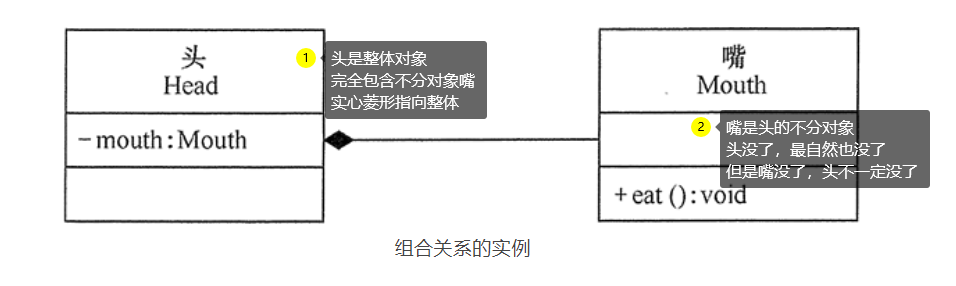 头
Head
-mouth:Mouth
1
头是整体对象
完全包含不分对象嘴
实心菱形指向整体
嘴
Mouth
2
嘴是头的不分对象
头没了，最自然也没了
但是嘴没了，头不一定没了
+eat():void
组合关系的实例